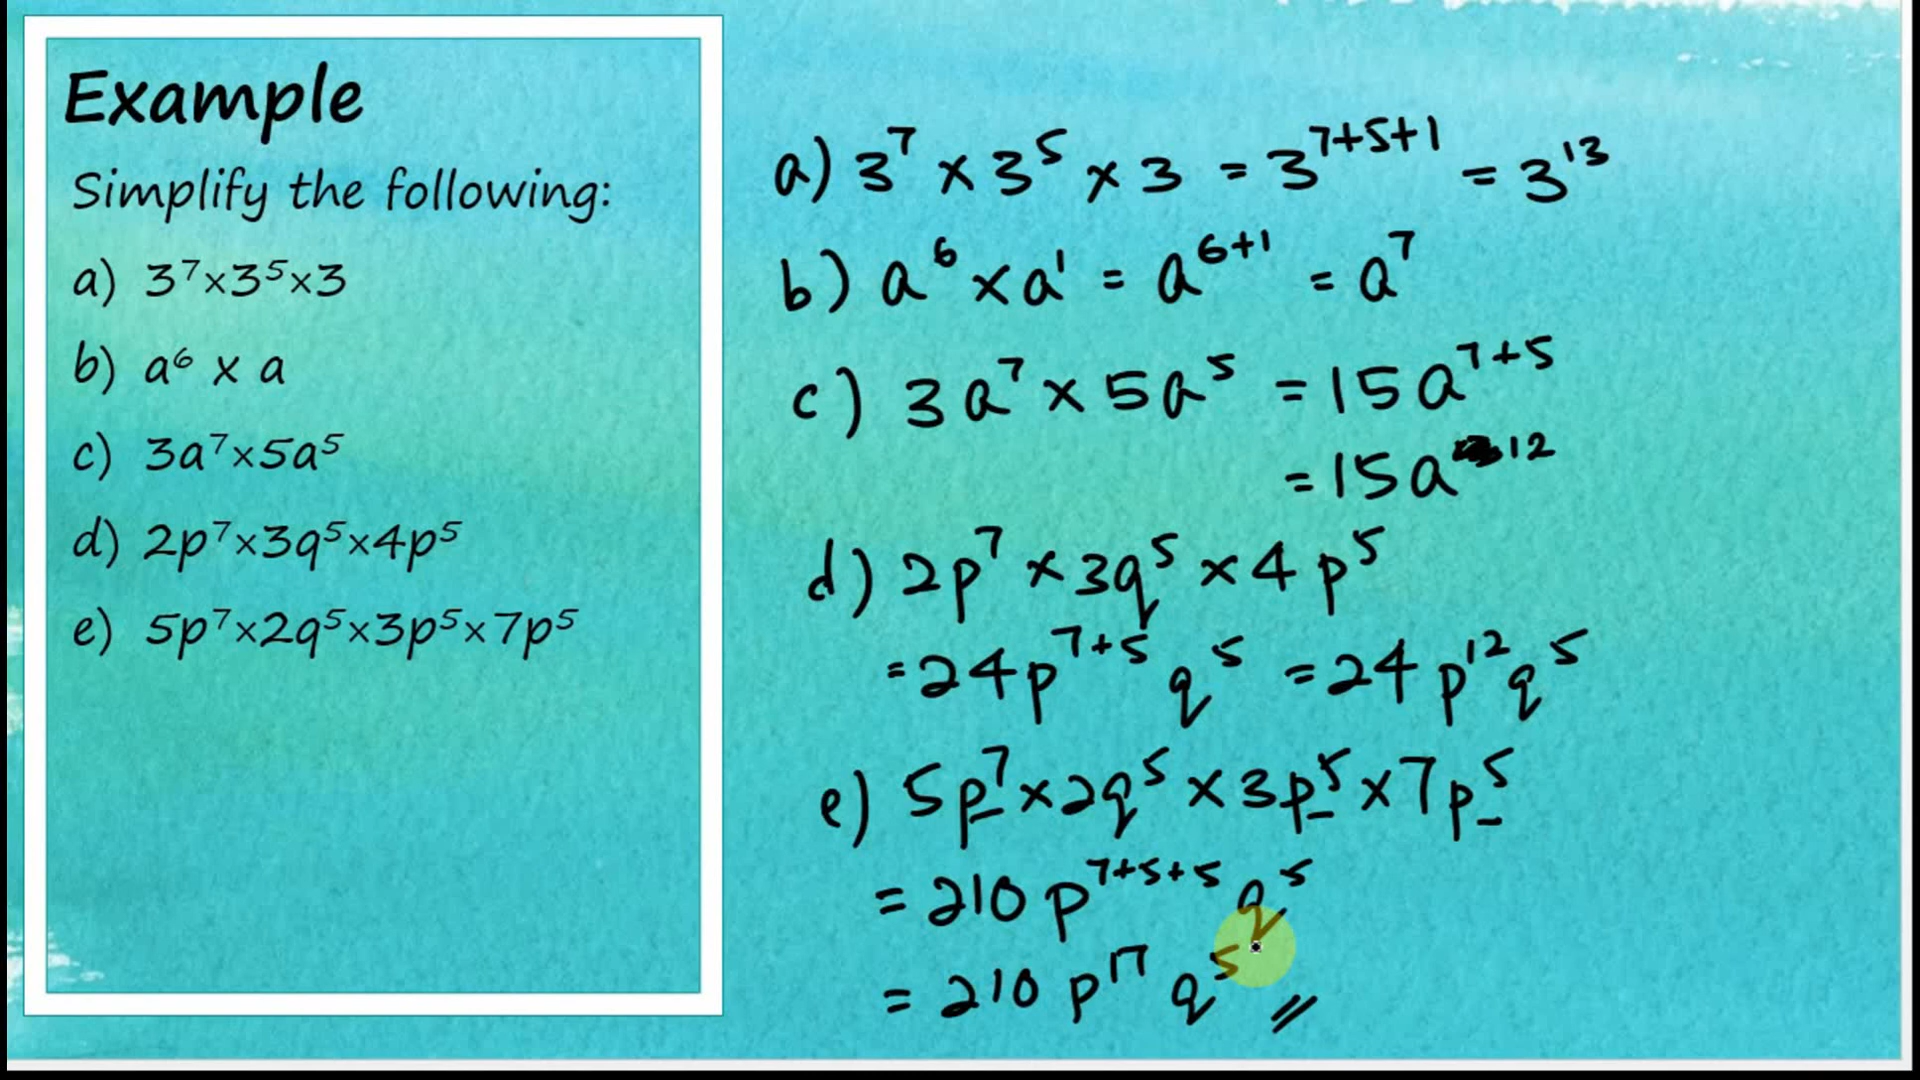 Example
Simplify the following:
a) 3⁷×3⁵×3
b) a⁶ x a
c) 3a⁷×5a⁵
d) 2p⁷×3q⁵×4p⁵
e) 5p⁷×2q⁵×3p⁵×7p⁵
a) 3⁷ × 3⁵ × 3 = 3⁷⁺⁵⁺¹ = 3¹³
b) a⁶ × a¹ = a⁶⁺¹ = a⁷
c) 3a⁷ × 5a⁵ = 15a⁷⁺⁵
= 15a¹²
d) 2p⁷ × 3q⁵ × 4p⁵
= 24p⁷⁺⁵ q⁵ = 24p¹²q⁵
e) 5p⁷ × 2q⁵ × 3p⁵ × 7p⁵
= 210 p⁷⁺⁵⁺⁵ q⁵
= 210 p¹⁷ q⁵